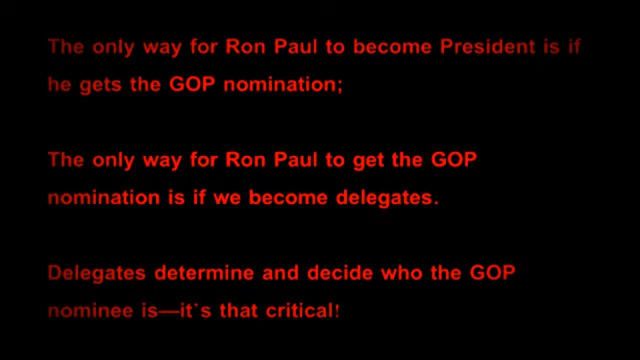 The only way for Ron Paul to become President is if
he gets the GOP nomination;
The only way for Ron Paul to get the GOP
nomination is if we become delegates.
Delegates determine and decide who the GOP
nominee is—it`s that critical!